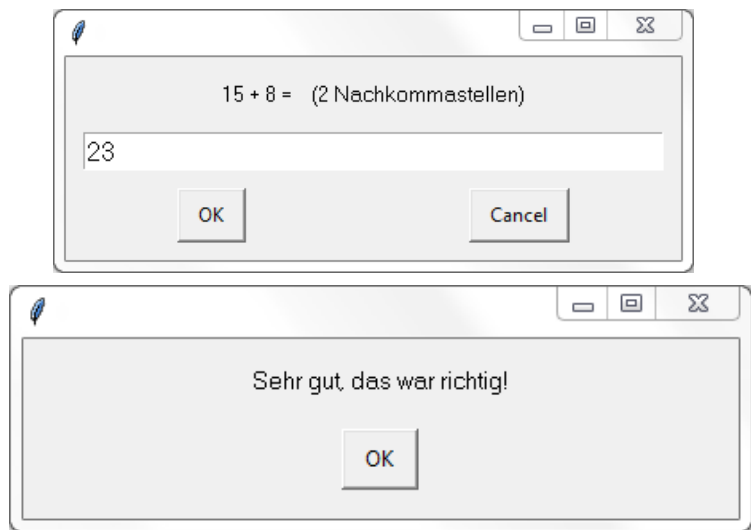 15 + 8 = (2 Nachkommastellen)
23
OK Cancel
Sehr gut, das war richtig!
OK